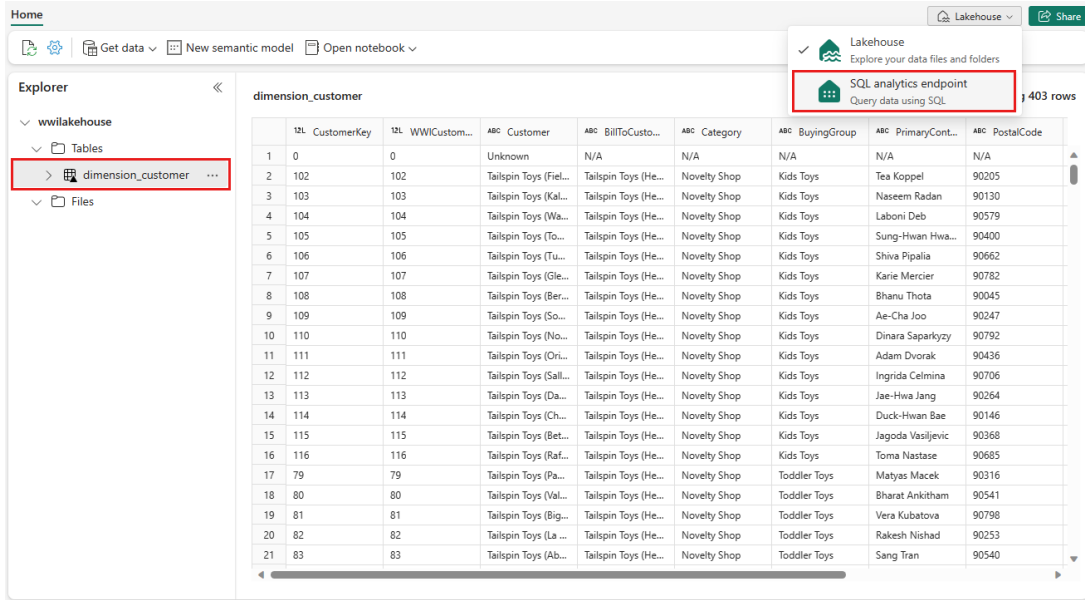 Home
Lakehouse
Share
Get data
New semantic model
Open notebook
Lakehouse
Explore your data files and folders
SQL analytics endpoint
Query data using SQL
Explorer
wwilakehouse
Tables
dimension_customer ...
Files
dimension_customer
403 rows
12L CustomerKey 12L WWICustom... ABC Customer ABC BillToCusto... ABC Category ABC BuyingGroup ABC PrimaryCont... ABC PostalCode
1 0 0 Unknown N/A N/A N/A N/A N/A
2 102 102 Tailspin Toys (Fiel... Tailspin Toys (He... Novelty Shop Kids Toys Tea Koppel 90205
3 103 103 Tailspin Toys (Kal... Tailspin Toys (He... Novelty Shop Kids Toys Naseem Radan 90130
4 104 104 Tailspin Toys (Wa... Tailspin Toys (He... Novelty Shop Kids Toys Laboni Deb 90579
5 105 105 Tailspin Toys (To... Tailspin Toys (He... Novelty Shop Kids Toys Sung-Hwan Hwa... 90400
6 106 106 Tailspin Toys (Tu... Tailspin Toys (He... Novelty Shop Kids Toys Shiva Pipalia 90662
7 107 107 Tailspin Toys (Gle... Tailspin Toys (He... Novelty Shop Kids Toys Karie Mercier 90782
8 108 108 Tailspin Toys (Ber... Tailspin Toys (He... Novelty Shop Kids Toys Bhanu Thota 90045
9 109 109 Tailspin Toys (So... Tailspin Toys (He... Novelty Shop Kids Toys Ae-Cha Joo 90247
10 110 110 Tailspin Toys (No... Tailspin Toys (He... Novelty Shop Kids Toys Dinara Saparkyzy 90792
11 111 111 Tailspin Toys (Ori... Tailspin Toys (He... Novelty Shop Kids Toys Adam Dvorak 90436
12 112 112 Tailspin Toys (Sall... Tailspin Toys (He... Novelty Shop Kids Toys Ingrida Celmina 90706
13 113 113 Tailspin Toys (Da... Tailspin Toys (He... Novelty Shop Kids Toys Jae-Hwa Jang 90264
14 114 114 Tailspin Toys (Ch... Tailspin Toys (He... Novelty Shop Kids Toys Duck-Hwan Bae 90146
15 115 115 Tailspin Toys (Bet... Tailspin Toys (He... Novelty Shop Kids Toys Jagoda Vasiljevic 90368
16 116 116 Tailspin Toys (Raf... Tailspin Toys (He... Novelty Shop Kids Toys Toma Nastase 90685
17 79 79 Tailspin Toys (Pa... Tailspin Toys (He... Novelty Shop Toddler Toys Matyas Macek 90316
18 80 80 Tailspin Toys (Val... Tailspin Toys (He... Novelty Shop Toddler Toys Bharat Ankitham 90541
19 81 81 Tailspin Toys (Big... Tailspin Toys (He... Novelty Shop Toddler Toys Vera Kubatova 90798
20 82 82 Tailspin Toys (La ... Tailspin Toys (He... Novelty Shop Toddler Toys Rakesh Nishad 90253
21 83 83 Tailspin Toys (Ab... Tailspin Toys (He... Novelty Shop Toddler Toys Sang Tran 90540